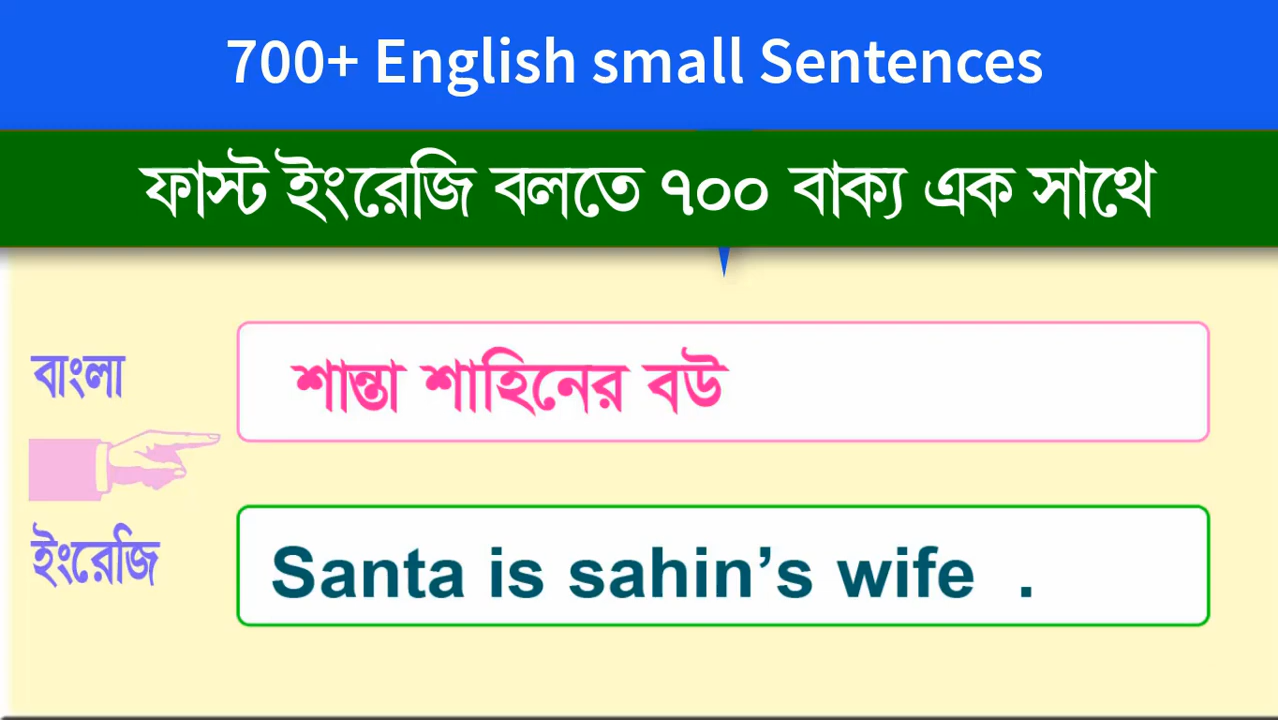 700+ English small Sentences
ফাস্ট ইংরেজি বলতে ৭০০ বাক্য এক সাথে
বাংলা
শান্তা শাহিনের বউ
ইংরেজি
Santa is sahin’s wife .